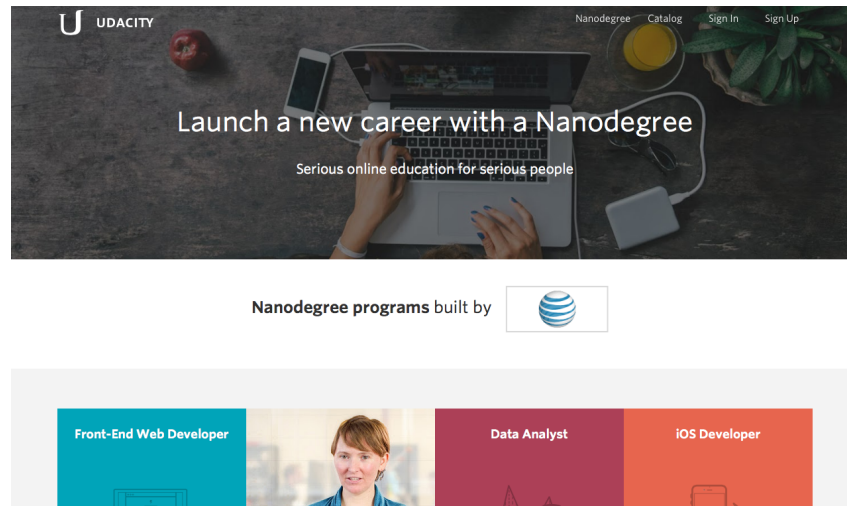 UDACITY
Nanodegree Catalog Sign In Sign Up
Launch a new career with a Nanodegree
Serious online education for serious people
Nanodegree programs built by
Front-End Web Developer
Data Analyst
iOS Developer